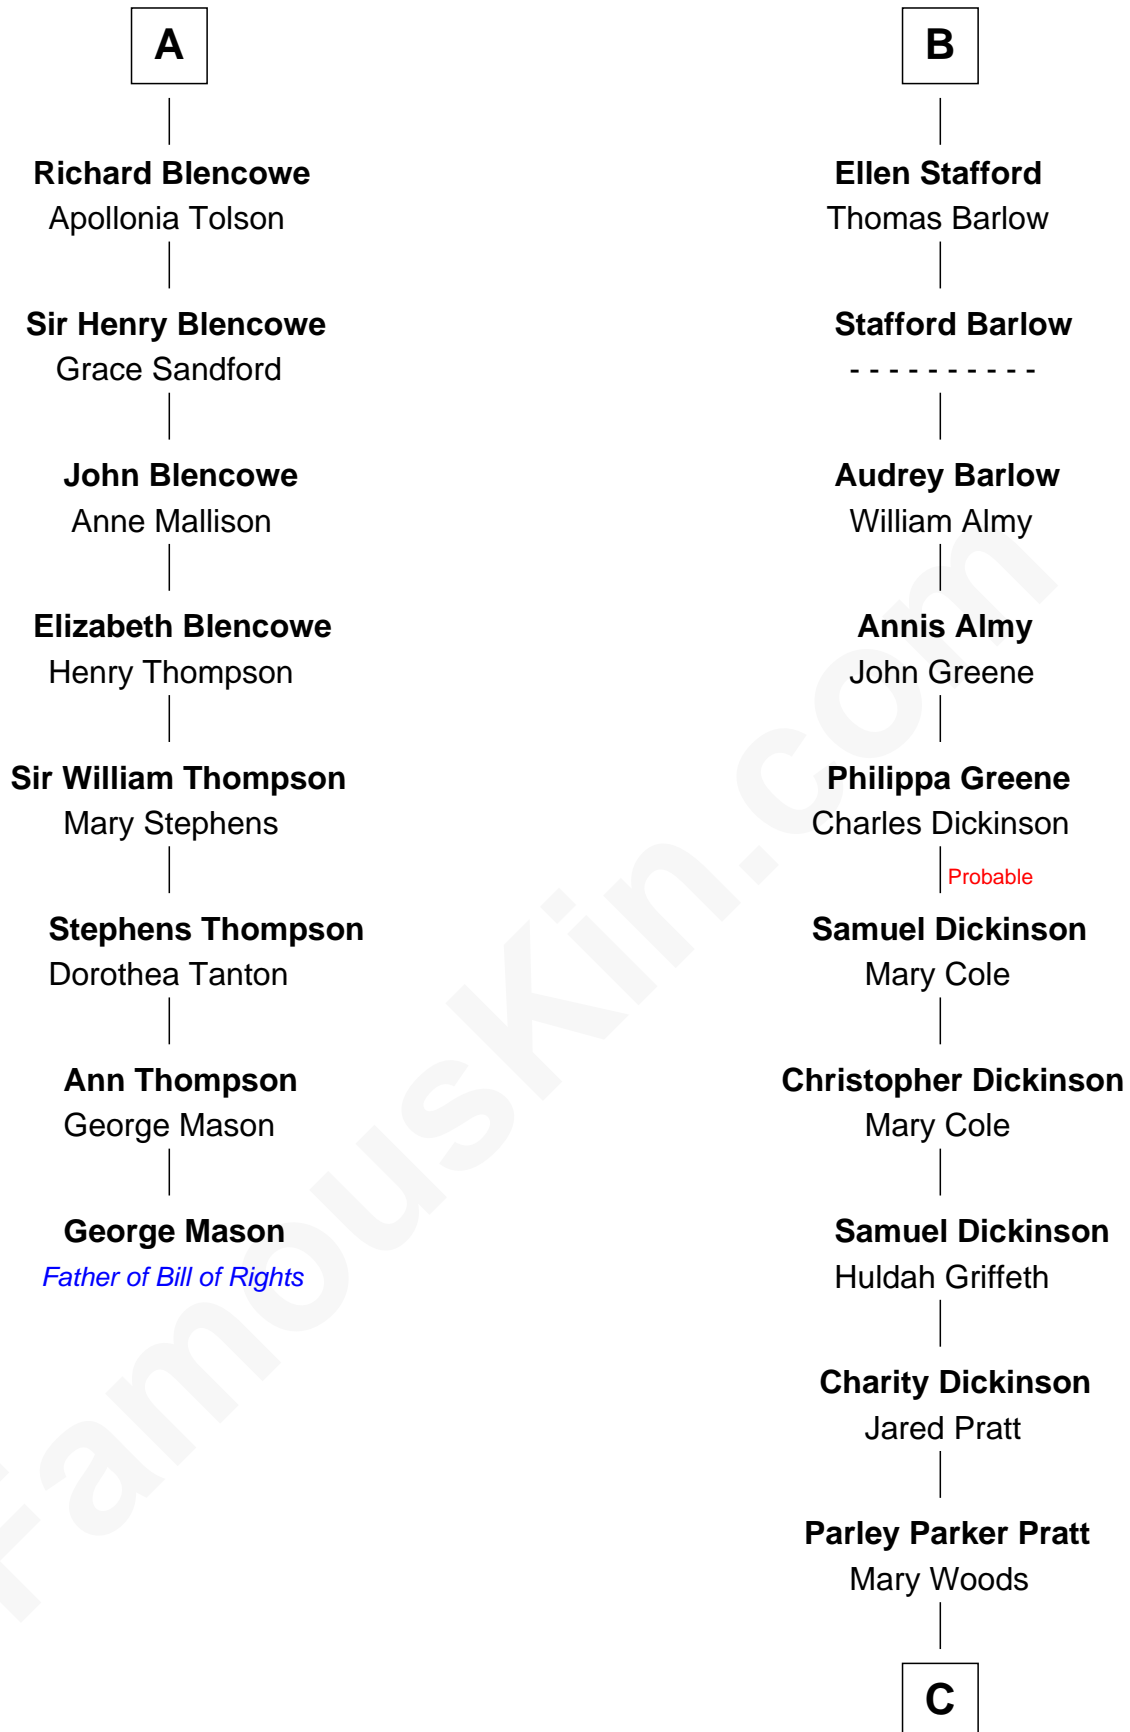 A
Richard Blencowe
Apollonia Tolson
Sir Henry Blencowe
Grace Sandford
John Blencowe
Anne Mallison
Elizabeth Blencowe
Henry Thompson
Sir William Thompson
Mary Stephens
Stephens Thompson
Dorothea Tanton
Ann Thompson
George Mason
George Mason
Father of Bill of Rights
B
Ellen Stafford
Thomas Barlow
Stafford Barlow
- - - - - - - - - -
Audrey Barlow
William Almy
Annis Almy
John Greene
Philippa Greene
Charles Dickinson
Probable
Samuel Dickinson
Mary Cole
Christopher Dickinson
Mary Cole
Samuel Dickinson
Huldah Griffeth
Charity Dickinson
Jared Pratt
Parley Parker Pratt
Mary Woods
C
FamousKin.com